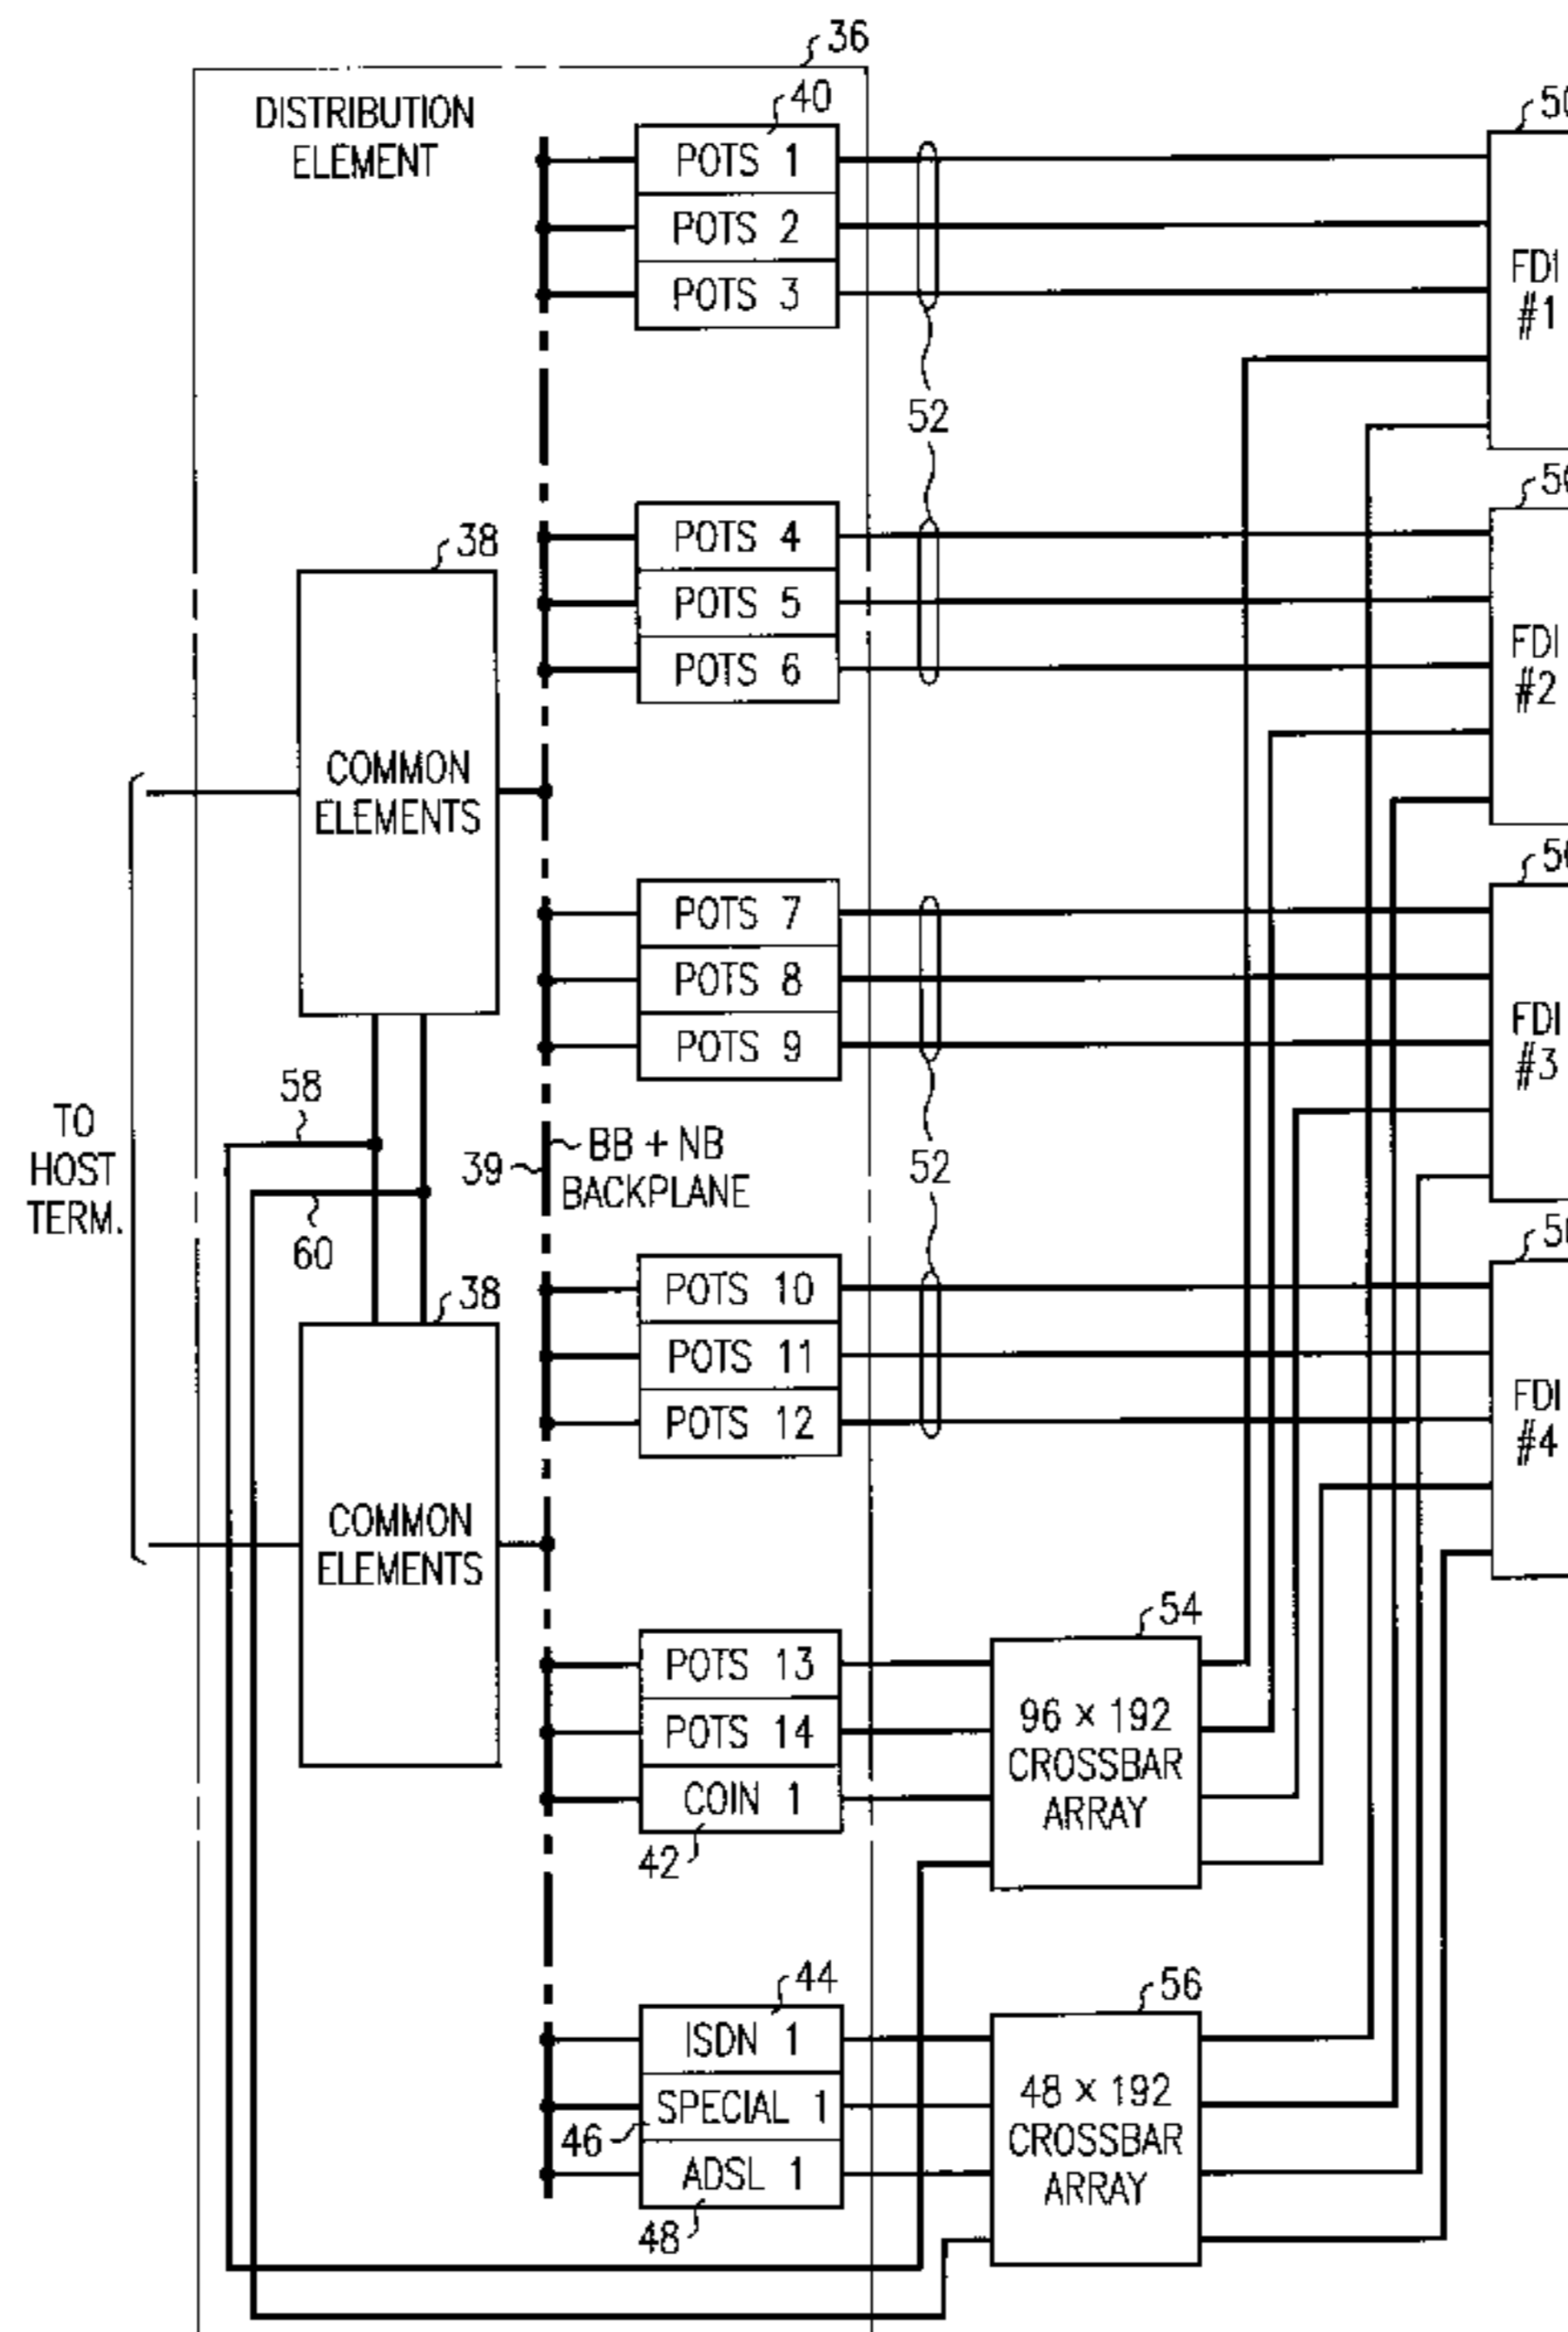 36
DISTRIBUTION
ELEMENT
40
POTS 1
POTS 2
POTS 3
52
50
FDI
#1
38
COMMON
ELEMENTS
POTS 4
POTS 5
POTS 6
FDI
#2
POTS 7
POTS 8
POTS 9
FDI
#3
TO
HOST
TERM.
58
60
39
BB + NB
BACKPLANE
52
38
COMMON
ELEMENTS
POTS 10
POTS 11
POTS 12
FDI
#4
POTS 13
POTS 14
COIN 1
42
54
96 × 192
CROSSBAR
ARRAY
44
ISDN 1
SPECIAL 1
46
ADSL 1
48
56
48 × 192
CROSSBAR
ARRAY